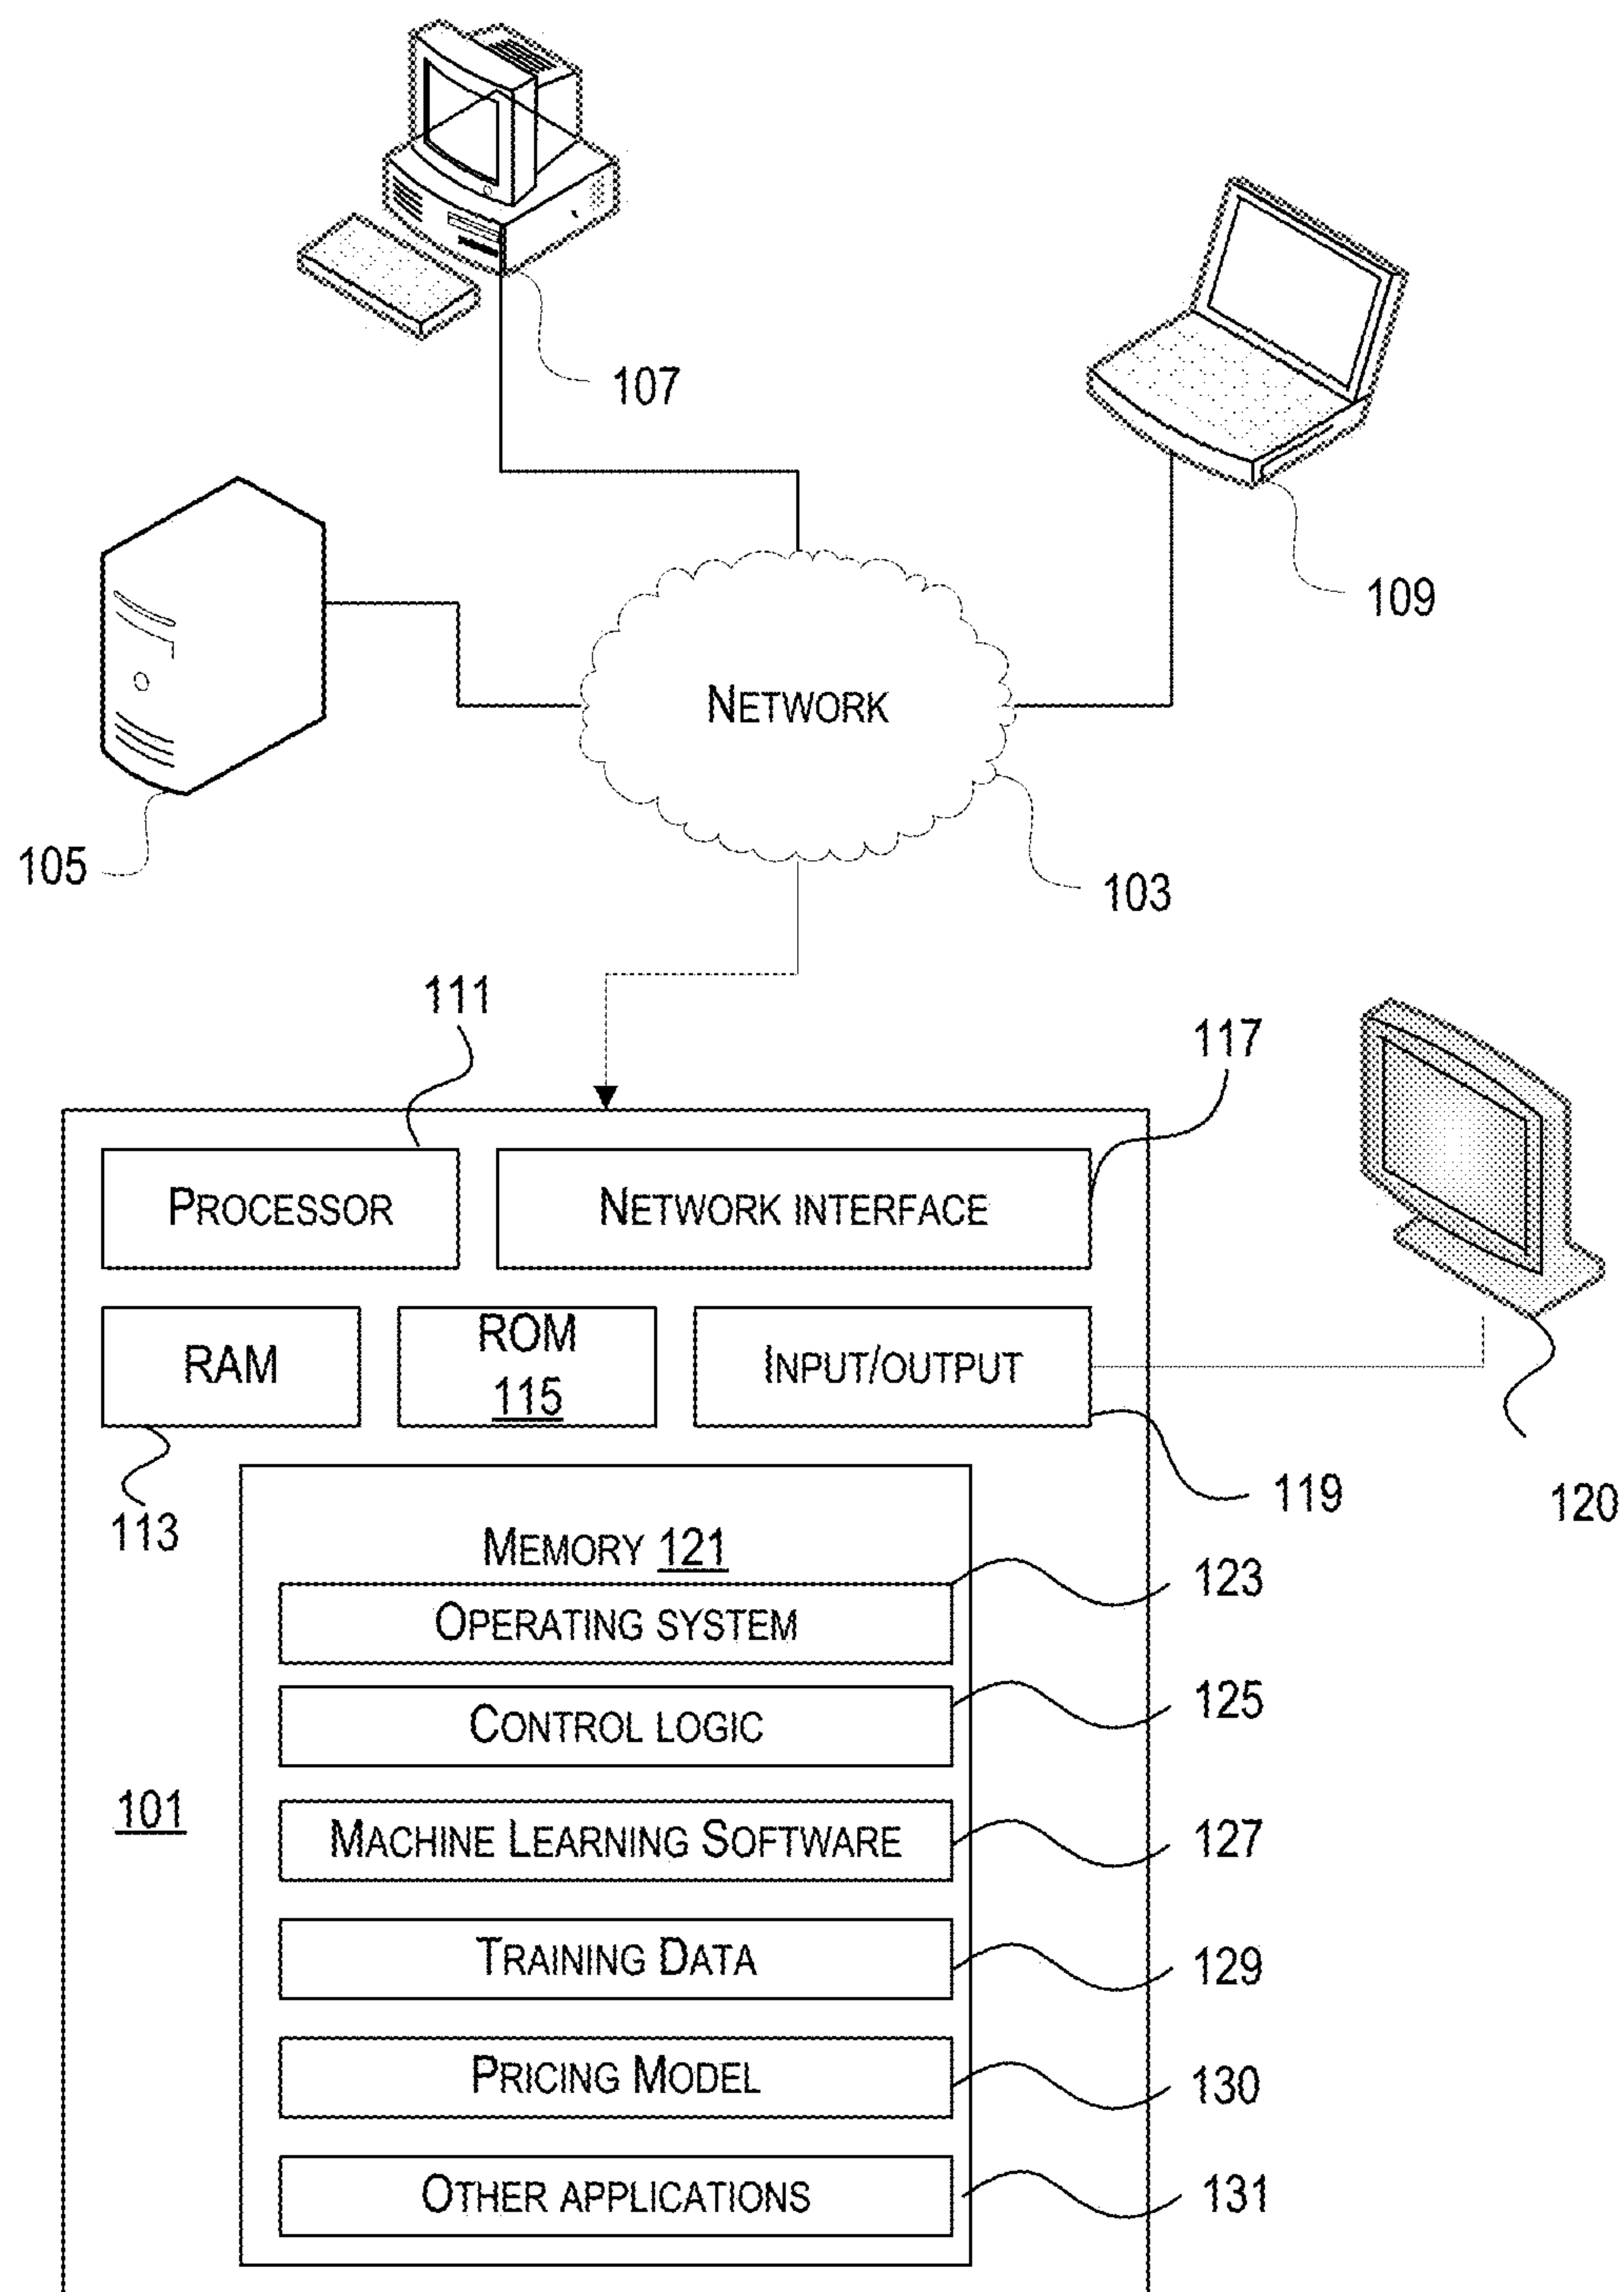 107
109
NETWORK
105
103
111
117
PROCESSOR
NETWORK INTERFACE
RAM
ROM
115
INPUT/OUTPUT
113
119
120
MEMORY 121
123
OPERATING SYSTEM
125
CONTROL LOGIC
101
MACHINE LEARNING SOFTWARE
127
TRAINING DATA
129
PRICING MODEL
130
OTHER APPLICATIONS
131